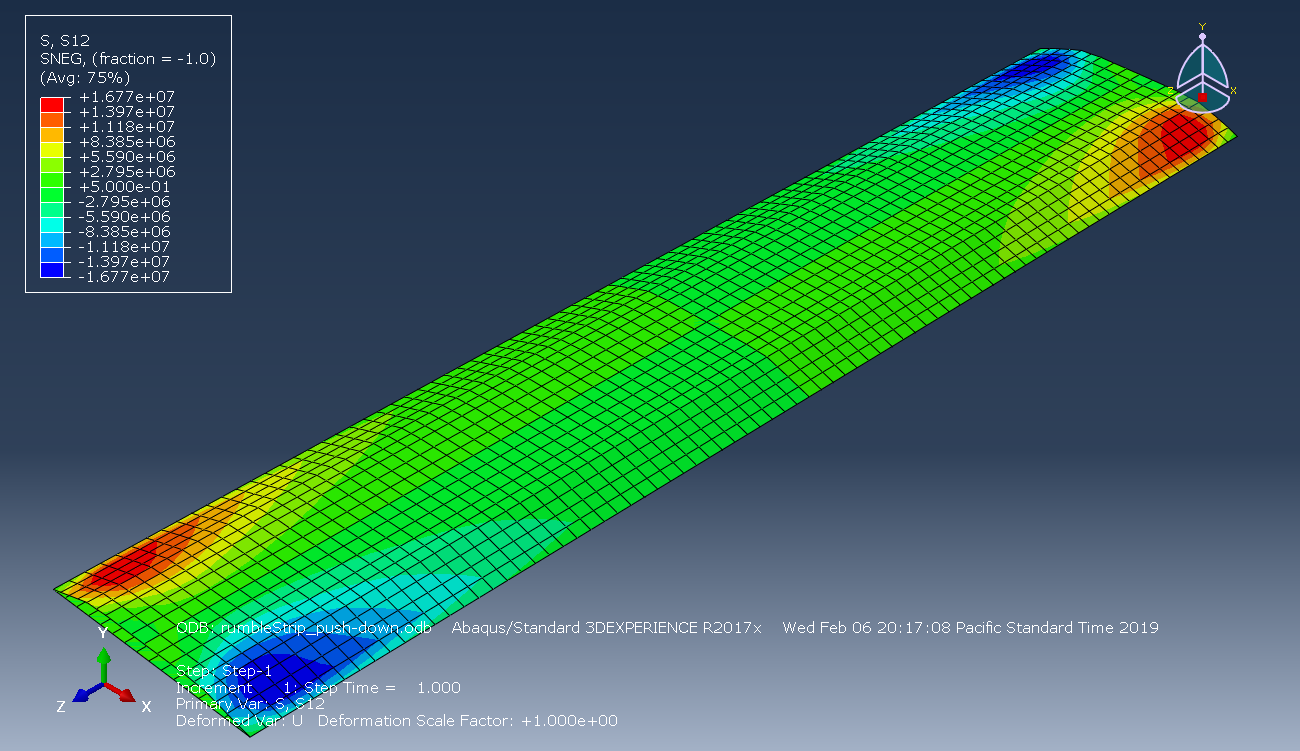 S, S12
SNEG, (fraction = -1.0)
(Avg: 75%)
+1.677e+07
+1.397e+07
+1.118e+07
+8.385e+06
+5.590e+06
+2.795e+06
+5.000e-01
-2.795e+06
-5.590e+06
-8.385e+06
-1.118e+07
-1.397e+07
-1.677e+07
Y
Z
X
ODB: rumbleStrip_push-down.odb Abaqus/Standard 3DEXPERIENCE R2017x Wed Feb 06 20:17:08 Pacific Standard Time 2019
Y
Z
X
Step: Step-1
Increment 1: Step Time = 1.000
Primary Var: S, S12
Deformed Var: U Deformation Scale Factor: +1.000e+00